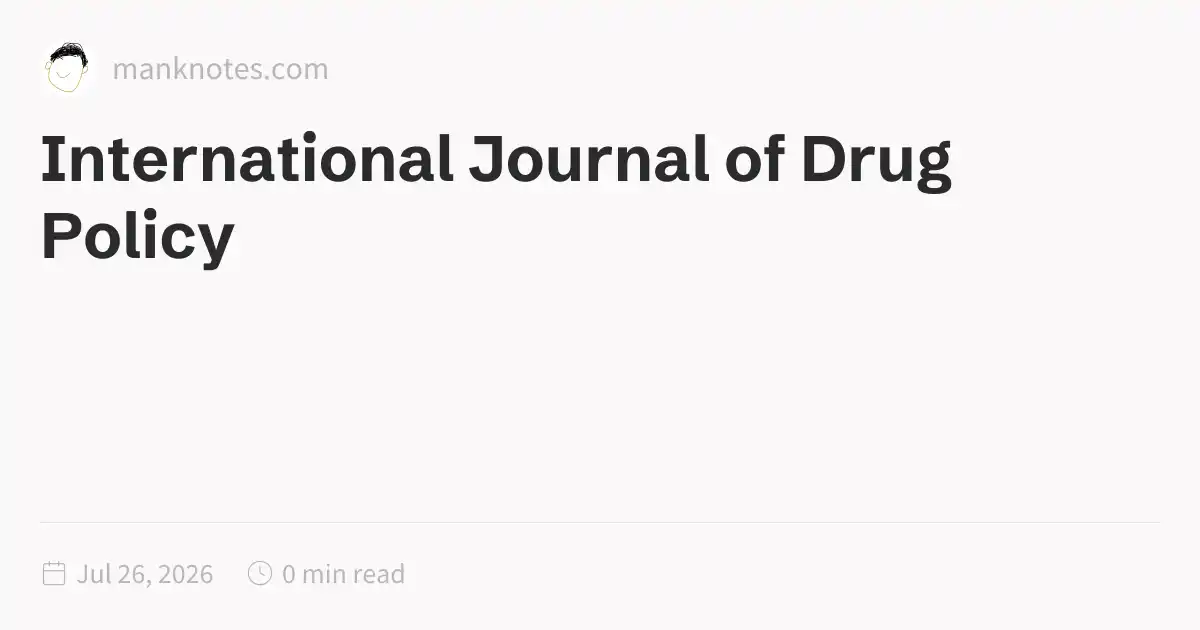 manknotes.com
International Journal of Drug
Policy
Jul 26, 2026
0 min read